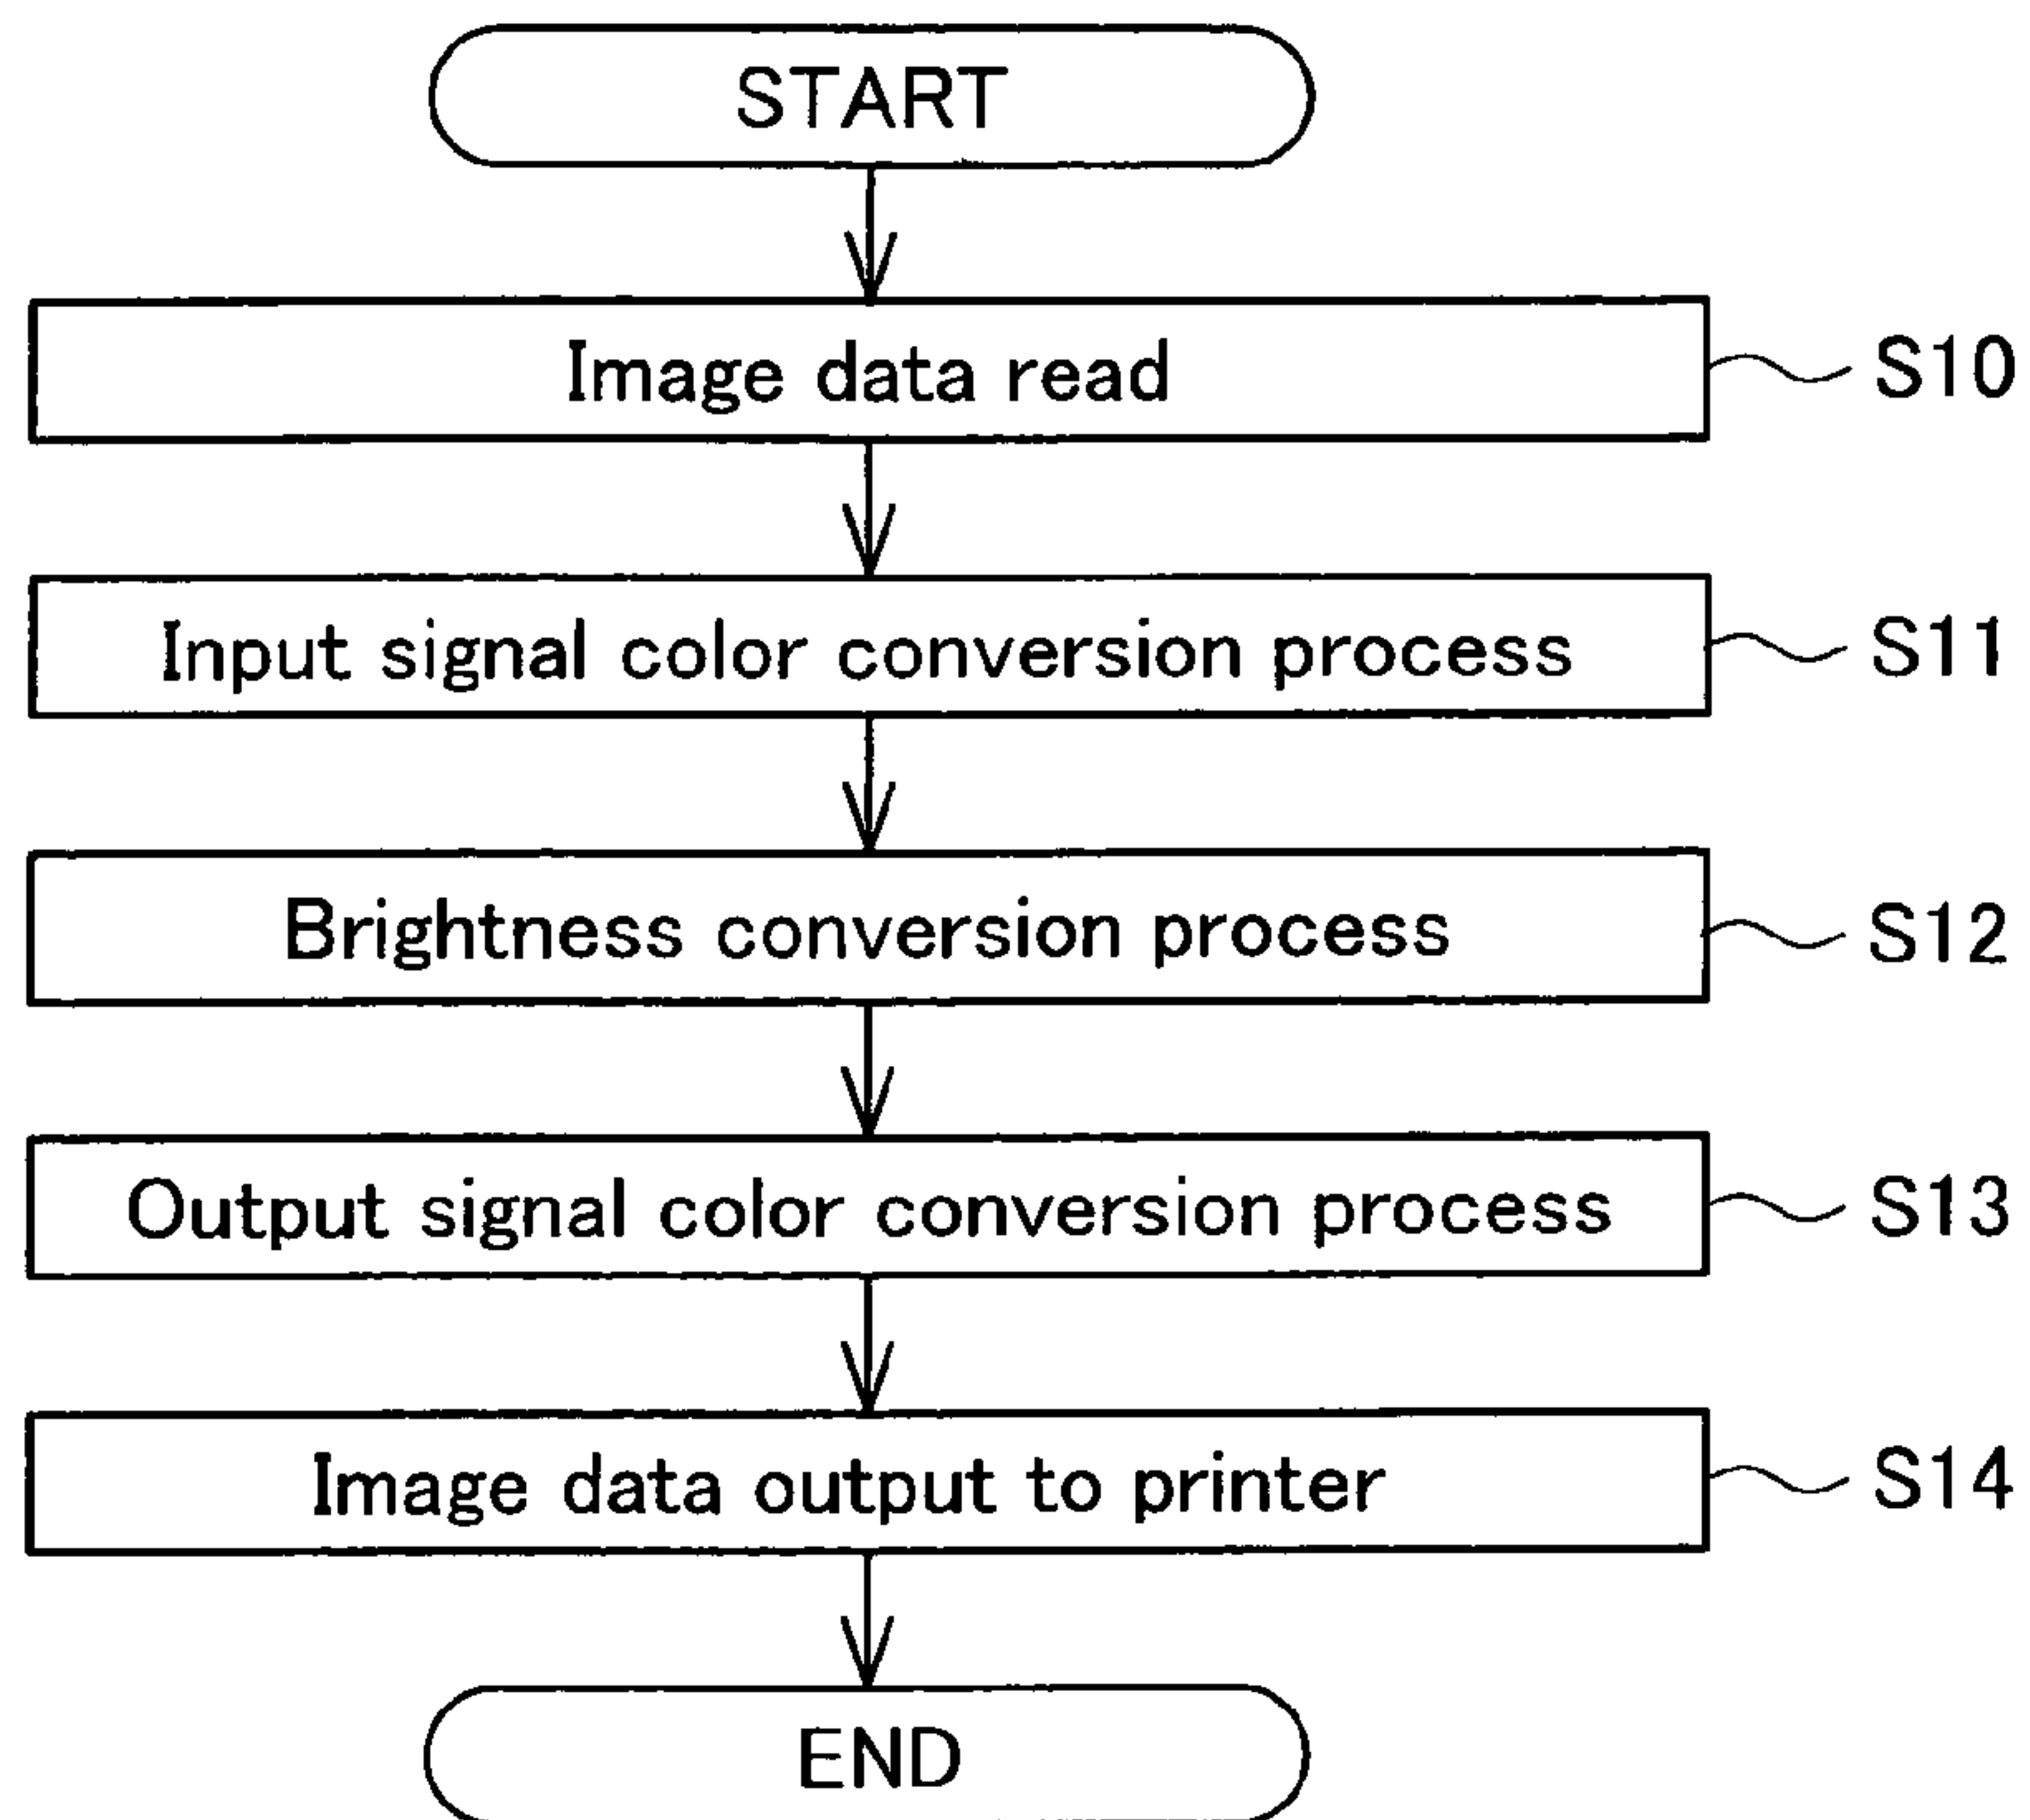 START
Image data read S10
Input signal color conversion process S11
Brightness conversion process S12
Output signal color conversion process S13
Image data output to printer S14
END